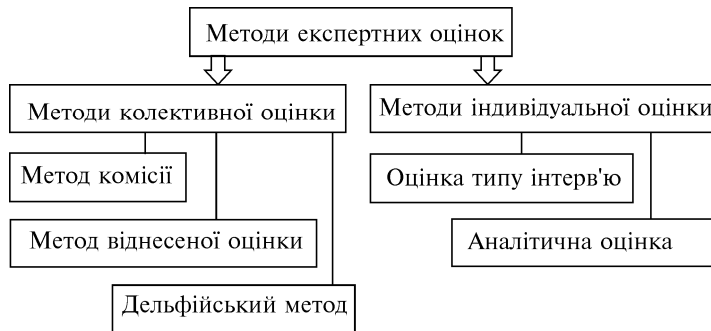 Методи експертних оцінок
Методи колективної оцінки
Методи індивідуальної оцінки
Метод комісії
Оцінка типу інтерв'ю
Метод віднесеної оцінки
Аналітична оцінка
Дельфійський метод